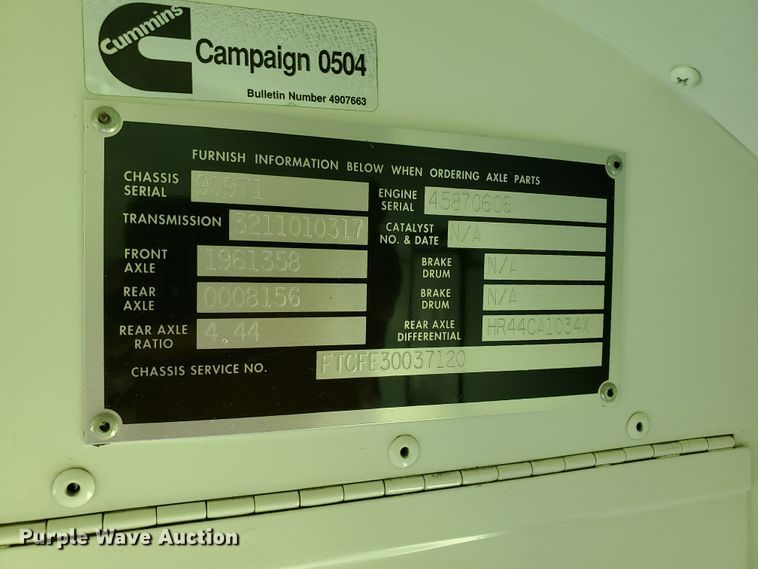 Cummins
Campaign 0504
Bulletin Number 4907663
FURNISH INFORMATION BELOW WHEN ORDERING AXLE PARTS
CHASSIS SERIAL 90971
ENGINE SERIAL 45870606
TRANSMISSION 3211010317
CATALYST NO. & DATE N/A
FRONT AXLE 1961358
BRAKE DRUM N/A
REAR AXLE 0008156
BRAKE DRUM N/A
REAR AXLE RATIO 4.44
REAR AXLE DIFFERENTIAL HR44CA1034X
CHASSIS SERVICE NO. FTCFE30037120
Purple Wave Auction